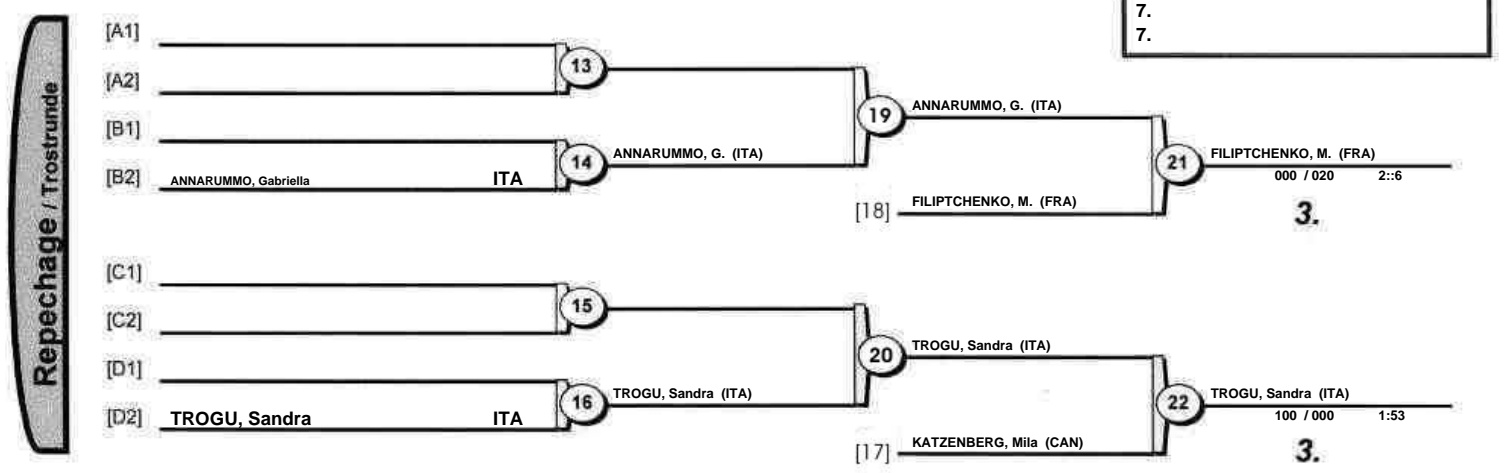 7.
7.
Repechage / Trostrunde
[A1]
[A2]
13
[B1]
[B2] ANNARUMMO, Gabriella ITA
14 ANNARUMMO, G. (ITA)
19 ANNARUMMO, G. (ITA)
[18] FILIPTCHENKO, M. (FRA)
21 FILIPTCHENKO, M. (FRA)
000 / 020 2::6
3.
[C1]
[C2]
15
[D1]
[D2] TROGU, Sandra ITA
16 TROGU, Sandra (ITA)
20 TROGU, Sandra (ITA)
[17] KATZENBERG, Mila (CAN)
22 TROGU, Sandra (ITA)
100 / 000 1:53
3.